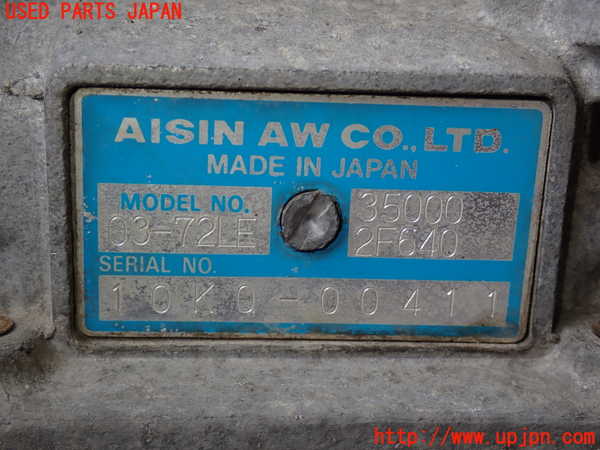 USED PARTS JAPAN
AISIN AW CO., LTD.
MADE IN JAPAN
MODEL NO.
03-72LE
35000
2F640
SERIAL NO.
10K0-00411
http://www.upjpn.com/